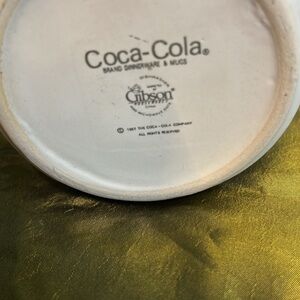 Coca-Cola®
BRAND DINNERWARE & MUGS
Gibson
© 1997 THE COCA-COLA COMPANY
ALL RIGHTS RESERVED